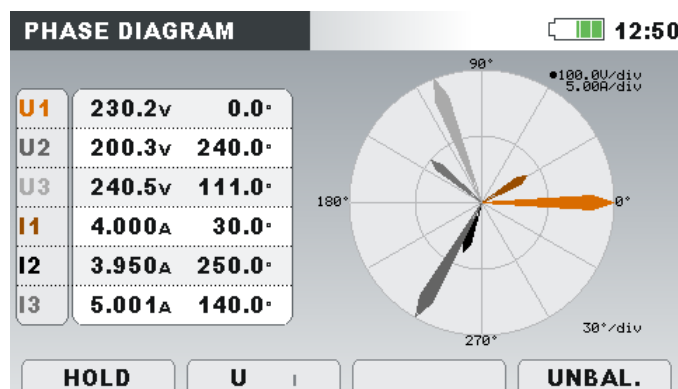 PHASE DIAGRAM 12:50
90°
●100.0V/div
5.00A/div
U1 230.2V 0.0°
U2 200.3V 240.0°
U3 240.5V 111.0°
180° 0°
I1 4.000A 30.0°
I2 3.950A 250.0°
I3 5.001A 140.0°
30°/div
270°
HOLD U I UNBAL.